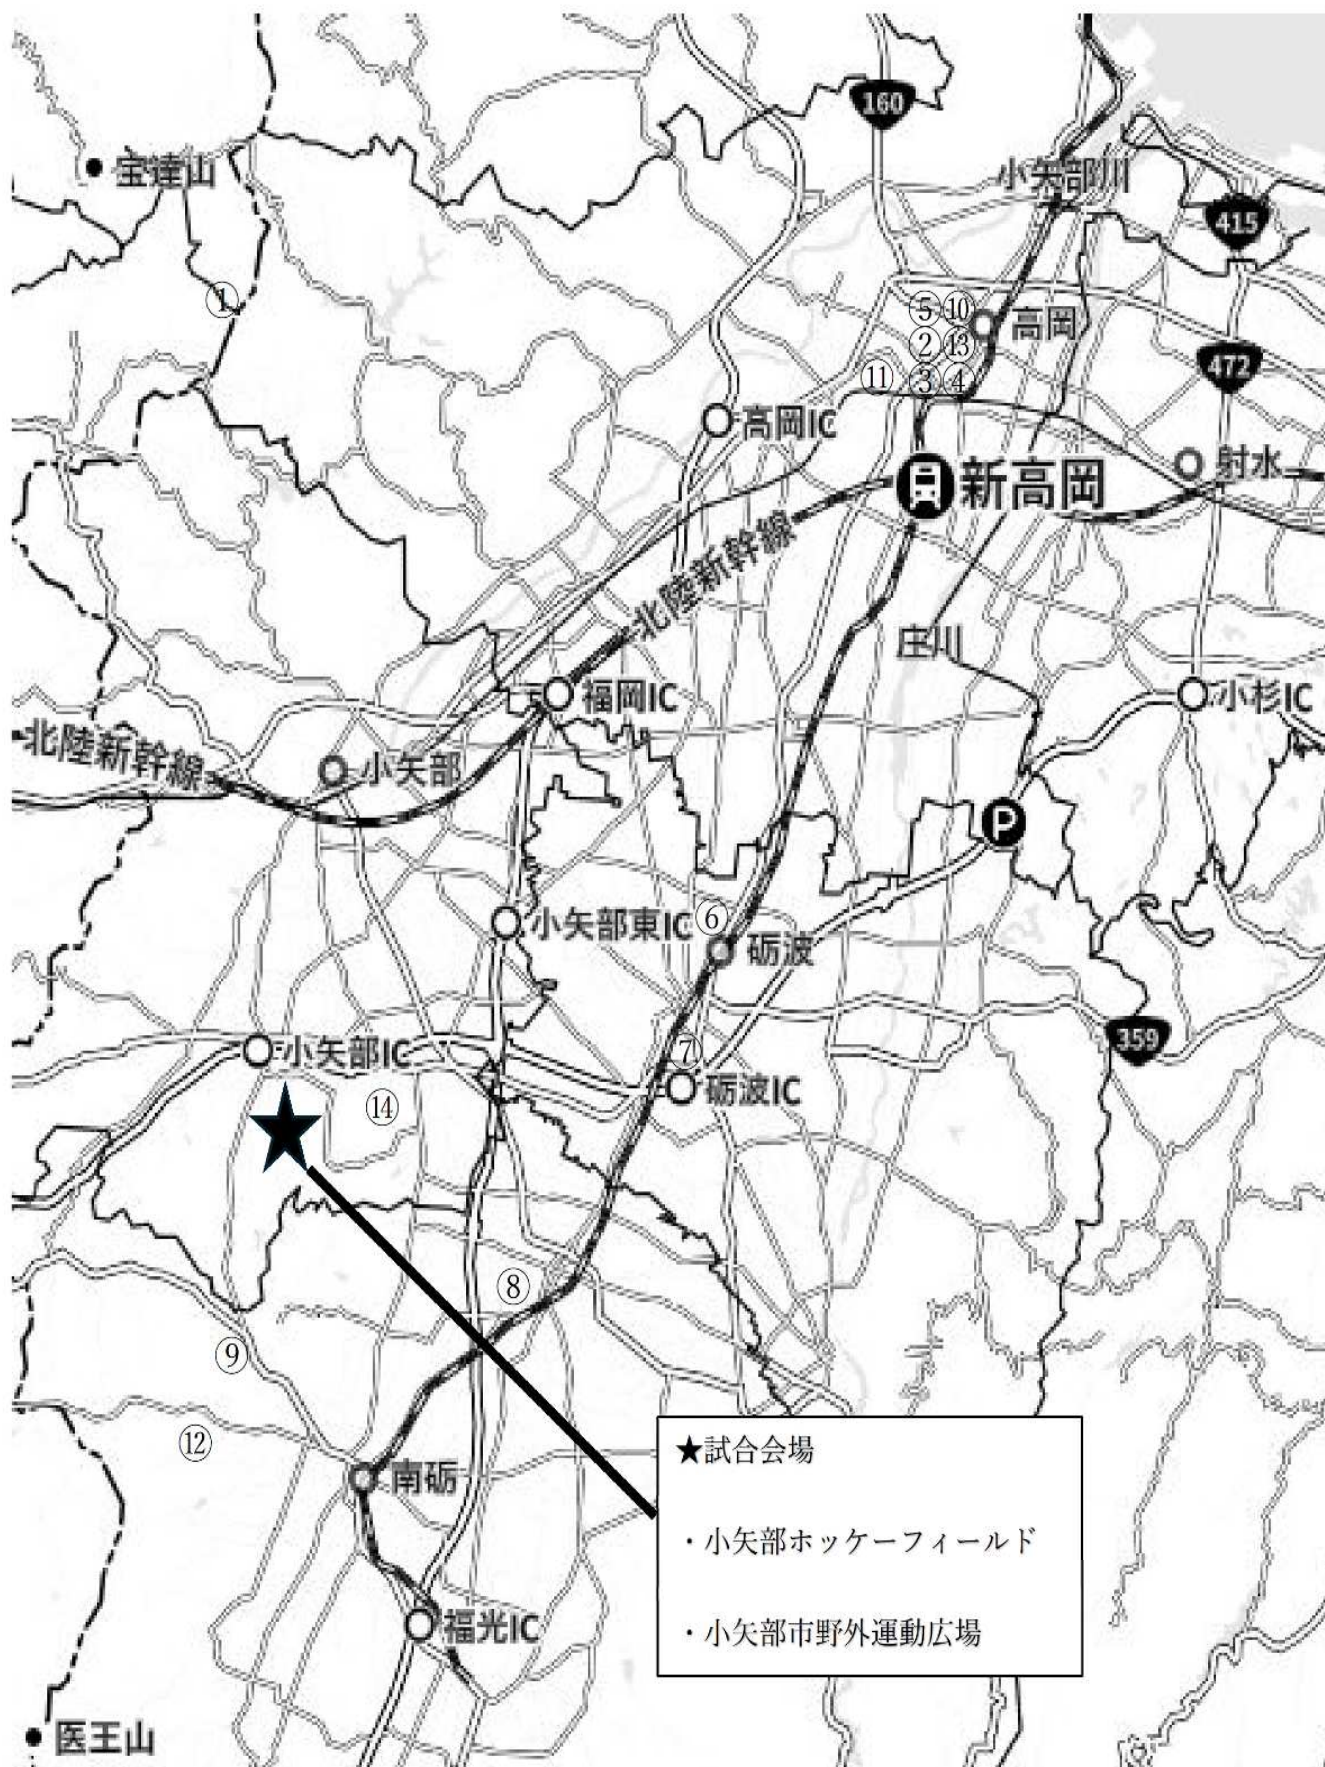 160
小矢部川
宝達山
415
①
⑤⑩
高岡
②⑬
472
⑪
③④
高岡IC
射水
新高岡
北陸新幹線
庄川
福岡IC
小杉IC
北陸新幹線
小矢部
P
⑥
小矢部東IC
砺波
359
⑦
小矢部IC
砺波IC
⑭
★
⑧
⑨
⑫
南砺
★試合会場
・小矢部ホッケーフィールド
福光IC
・小矢部市野外運動広場
医王山